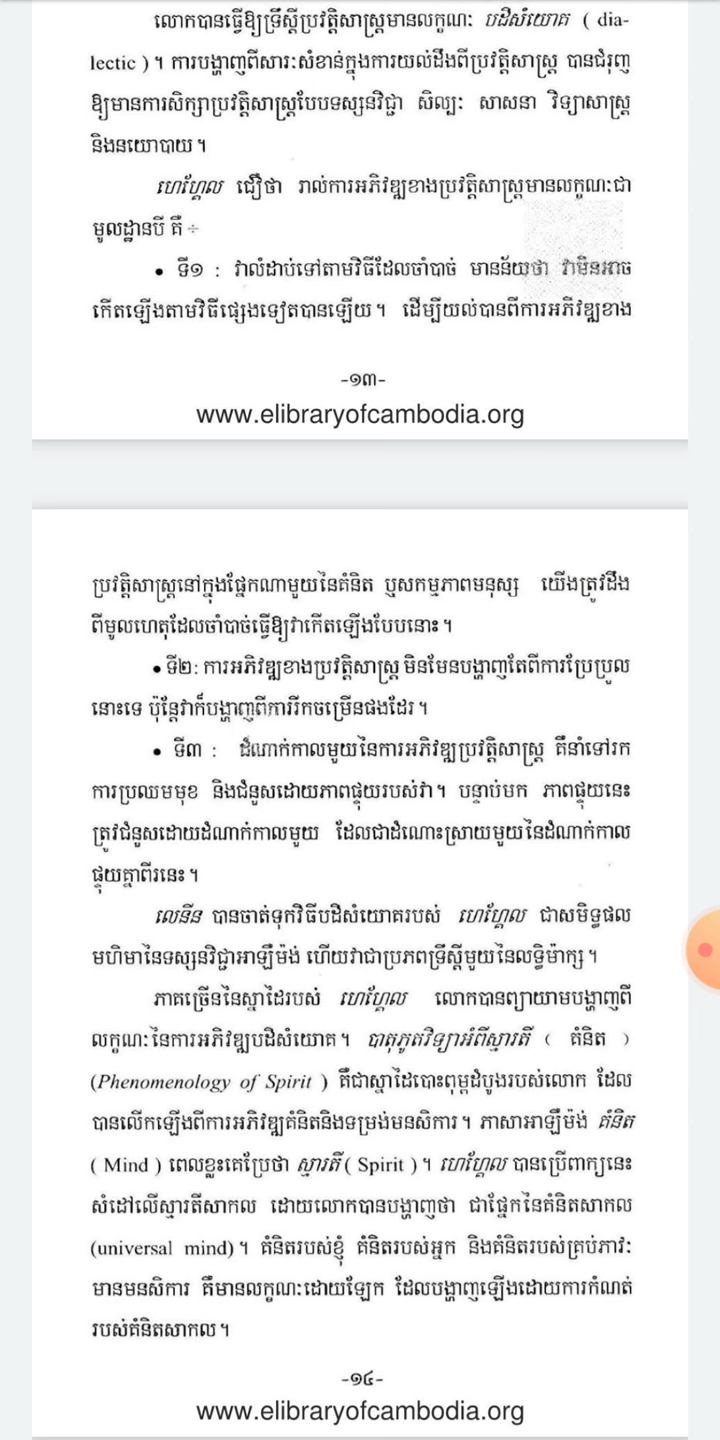 លោកបានធ្វើឱ្យទ្រឹស្តីប្រវត្តិសាស្ត្រមានលក្ខណៈ បដិសំយោគ ( dia-
lectic ) ។ ការបង្ហាញពីសារៈសំខាន់ក្នុងការយល់ដឹងពីប្រវត្តិសាស្ត្រ បានជំរុញ
ឱ្យមានការសិក្សាប្រវត្តិសាស្ត្របែបទស្សនវិជ្ជា សិល្បៈ សាសនា វិទ្យាសាស្ត្រ
និងនយោបាយ ។
ហេហ្គែល ជឿថា រាល់ការអភិវឌ្ឍខាងប្រវត្តិសាស្ត្រមានលក្ខណៈជា
មូលដ្ឋានបី គឺ ÷
• ទី១ : វាលំដាប់ទៅតាមវិធីដែលចាំបាច់ មានន័យថា វាមិនអាច
កើតឡើងតាមវិធីផ្សេងទៀតបានឡើយ ។ ដើម្បីយល់បានពីការអភិវឌ្ឍខាង
-១៣-
www.elibraryofcambodia.org
ប្រវត្តិសាស្ត្រនៅក្នុងផ្នែកណាមួយនៃគំនិត ឬសកម្មភាពមនុស្ស យើងត្រូវដឹង
ពីមូលហេតុដែលចាំបាច់ធ្វើឱ្យវាកើតឡើងបែបនោះ ។
• ទី២ : ការអភិវឌ្ឍខាងប្រវត្តិសាស្ត្រ មិនមែនបង្ហាញតែពីការប្រែប្រួល
នោះទេ ប៉ុន្តែវាក៏បង្ហាញពីការរីកចម្រើនផងដែរ ។
• ទី៣ : ដំណាក់កាលមួយនៃការអភិវឌ្ឍប្រវត្តិសាស្ត្រ គឺនាំទៅរក
ការប្រឈមមុខ និងជំនួសដោយភាពផ្ទុយរបស់វា ។ បន្ទាប់មក ភាពផ្ទុយនេះ
ត្រូវជំនួសដោយដំណាក់កាលមួយ ដែលជាដំណោះស្រាយមួយនៃដំណាក់កាល
ផ្ទុយគ្នាពីរនេះ ។
លេនីន បានចាត់ទុកវិធីបដិសំយោគរបស់ ហេហ្គែល ជាសមិទ្ធផល
មហិមានៃទស្សនវិជ្ជាអាឡឺម៉ង់ ហើយវាជាប្រភពទ្រឹស្តីមួយនៃលទ្ធិម៉ាក្ស ។
ភាគច្រើននៃស្នាដៃរបស់ ហេហ្គែល លោកបានព្យាយាមបង្ហាញពី
លក្ខណៈនៃការអភិវឌ្ឍបដិសំយោគ ។ បាតុភូតវិទ្យាអំពីស្មារតី ( គំនិត )
(Phenomenology of Spirit ) គឺជាស្នាដៃបោះពុម្ពដំបូងរបស់លោក ដែល
បានលើកឡើងពីការអភិវឌ្ឍគំនិតនិងទម្រង់មនសិការ ។ ភាសាអាឡឺម៉ង់ គំនិត
( Mind ) ពេលខ្លះគេប្រែថា ស្មារតី ( Spirit ) ។ ហេហ្គែល បានប្រើពាក្យនេះ
សំដៅលើស្មារតីសាកល ដោយលោកបានបង្ហាញថា ជាផ្នែកនៃគំនិតសាកល
(universal mind) ។ គំនិតរបស់ខ្ញុំ គំនិតរបស់អ្នក និងគំនិតរបស់គ្រប់ភាវៈ
មានមនសិការ គឺមានលក្ខណៈដោយឡែក ដែលបង្ហាញឡើងដោយការកំណត់
របស់គំនិតសាកល ។
-១៤-
www.elibraryofcambodia.org